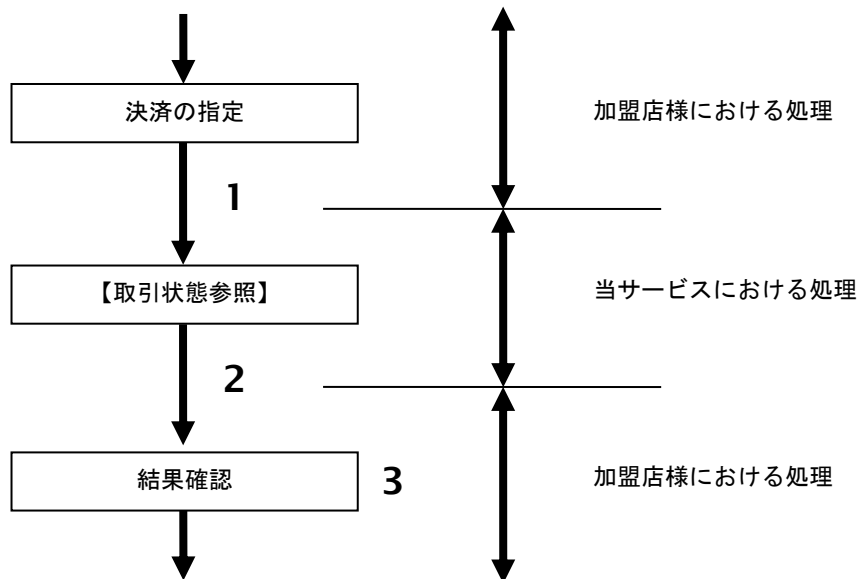 決済の指定
加盟店様における処理
1
【取引状態参照】
当サービスにおける処理
2
結果確認
3
加盟店様における処理